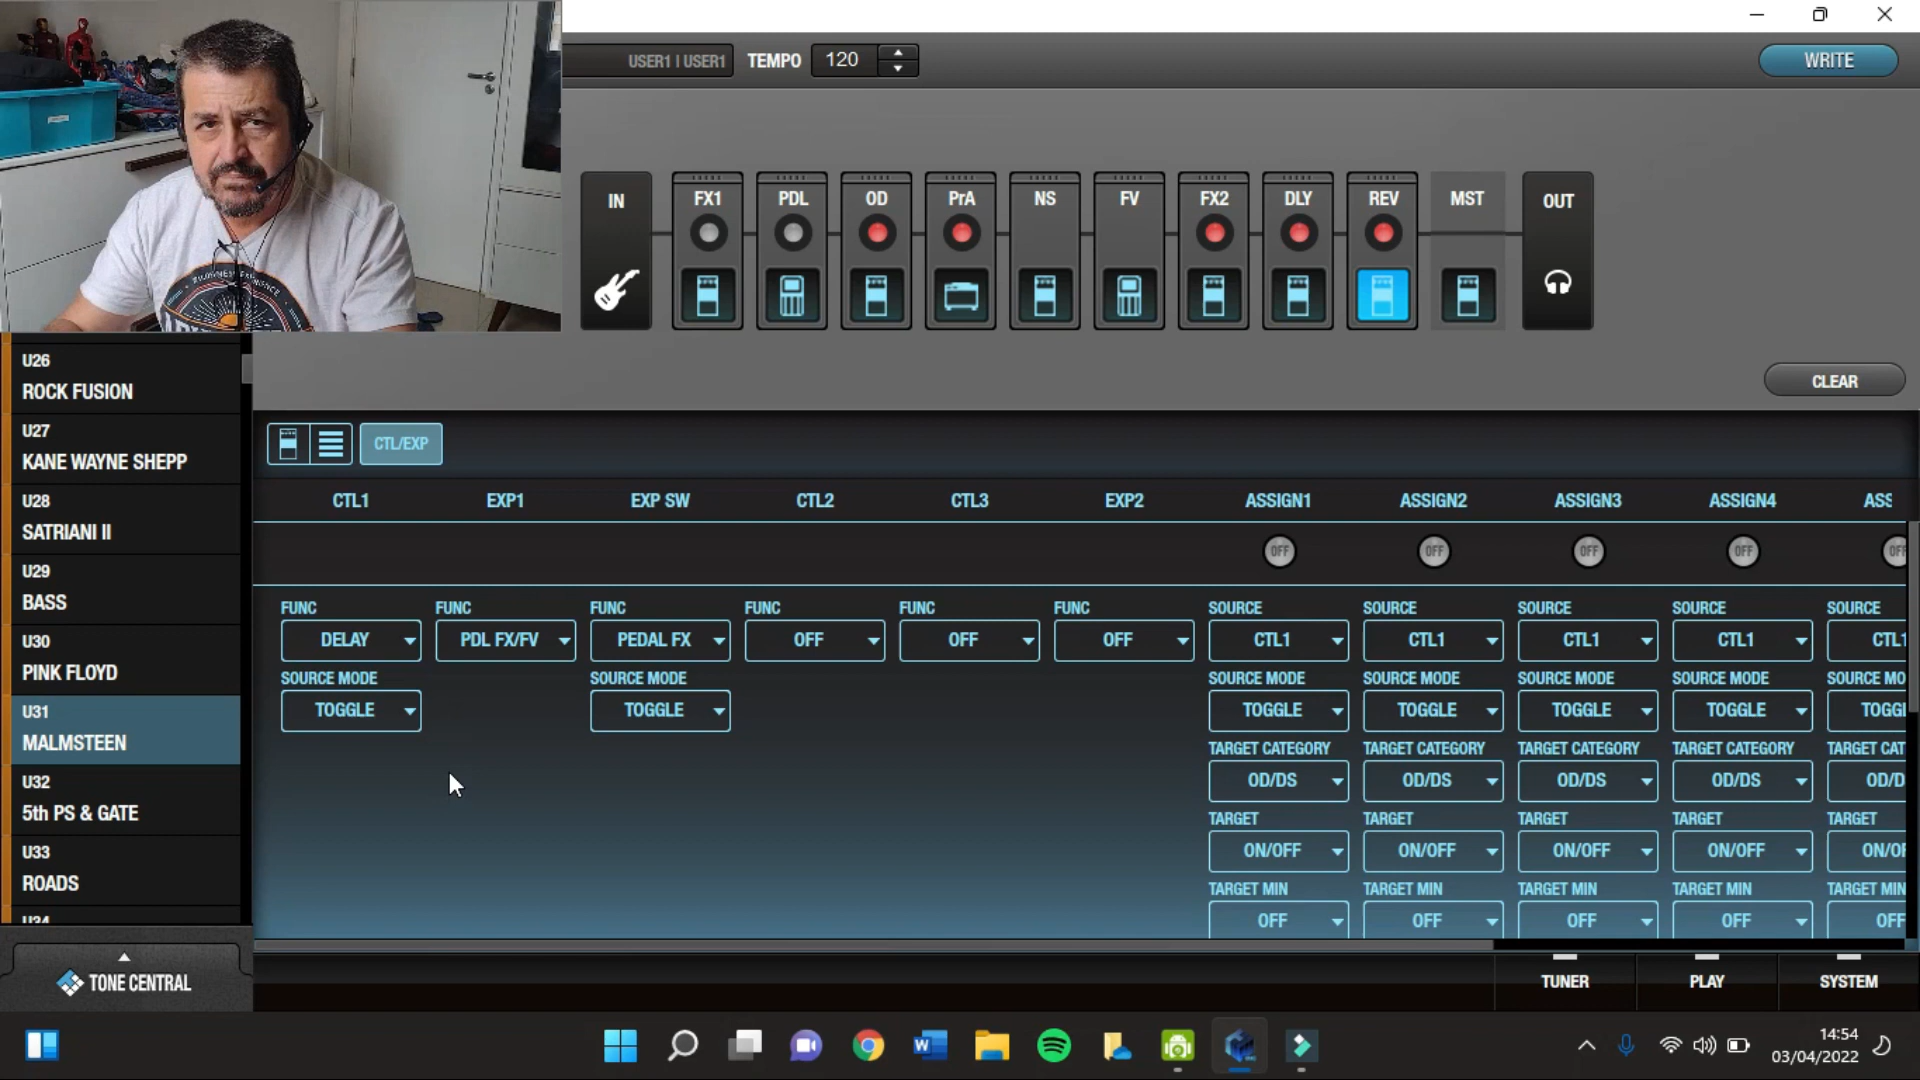 USER1 | USER1 TEMPO 120 WRITE
IN FX1 PDL OD PrA NS FV FX2 DLY REV MST OUT
CLEAR
U26
ROCK FUSION
U27
KANE WAYNE SHEPP
U28
SATRIANI II
U29
BASS
U30
PINK FLOYD
U31
MALMSTEEN
U32
5th PS & GATE
U33
ROADS
U34
TONE CENTRAL
CTL/EXP
CTL1 EXP1 EXP SW CTL2 CTL3 EXP2 ASSIGN1 ASSIGN2 ASSIGN3 ASSIGN4 ASS
OFF OFF OFF OFF OFF
FUNC FUNC FUNC FUNC FUNC FUNC SOURCE SOURCE SOURCE SOURCE SOURCE
DELAY PDL FX/FV PEDAL FX OFF OFF OFF CTL1 CTL1 CTL1 CTL1 CTL1
SOURCE MODE SOURCE MODE SOURCE MODE SOURCE MODE SOURCE MODE SOURCE MODE SOURCE MO
TOGGLE TOGGLE TOGGLE TOGGLE TOGGLE TOGGLE TOGGL
TARGET CATEGORY TARGET CATEGORY TARGET CATEGORY TARGET CATEGORY TARGET CAT
OD/DS OD/DS OD/DS OD/DS OD/D
TARGET TARGET TARGET TARGET TARGET
ON/OFF ON/OFF ON/OFF ON/OFF ON/OF
TARGET MIN TARGET MIN TARGET MIN TARGET MIN TARGET MIN
OFF OFF OFF OFF OFF
TUNER PLAY SYSTEM
14:54
03/04/2022